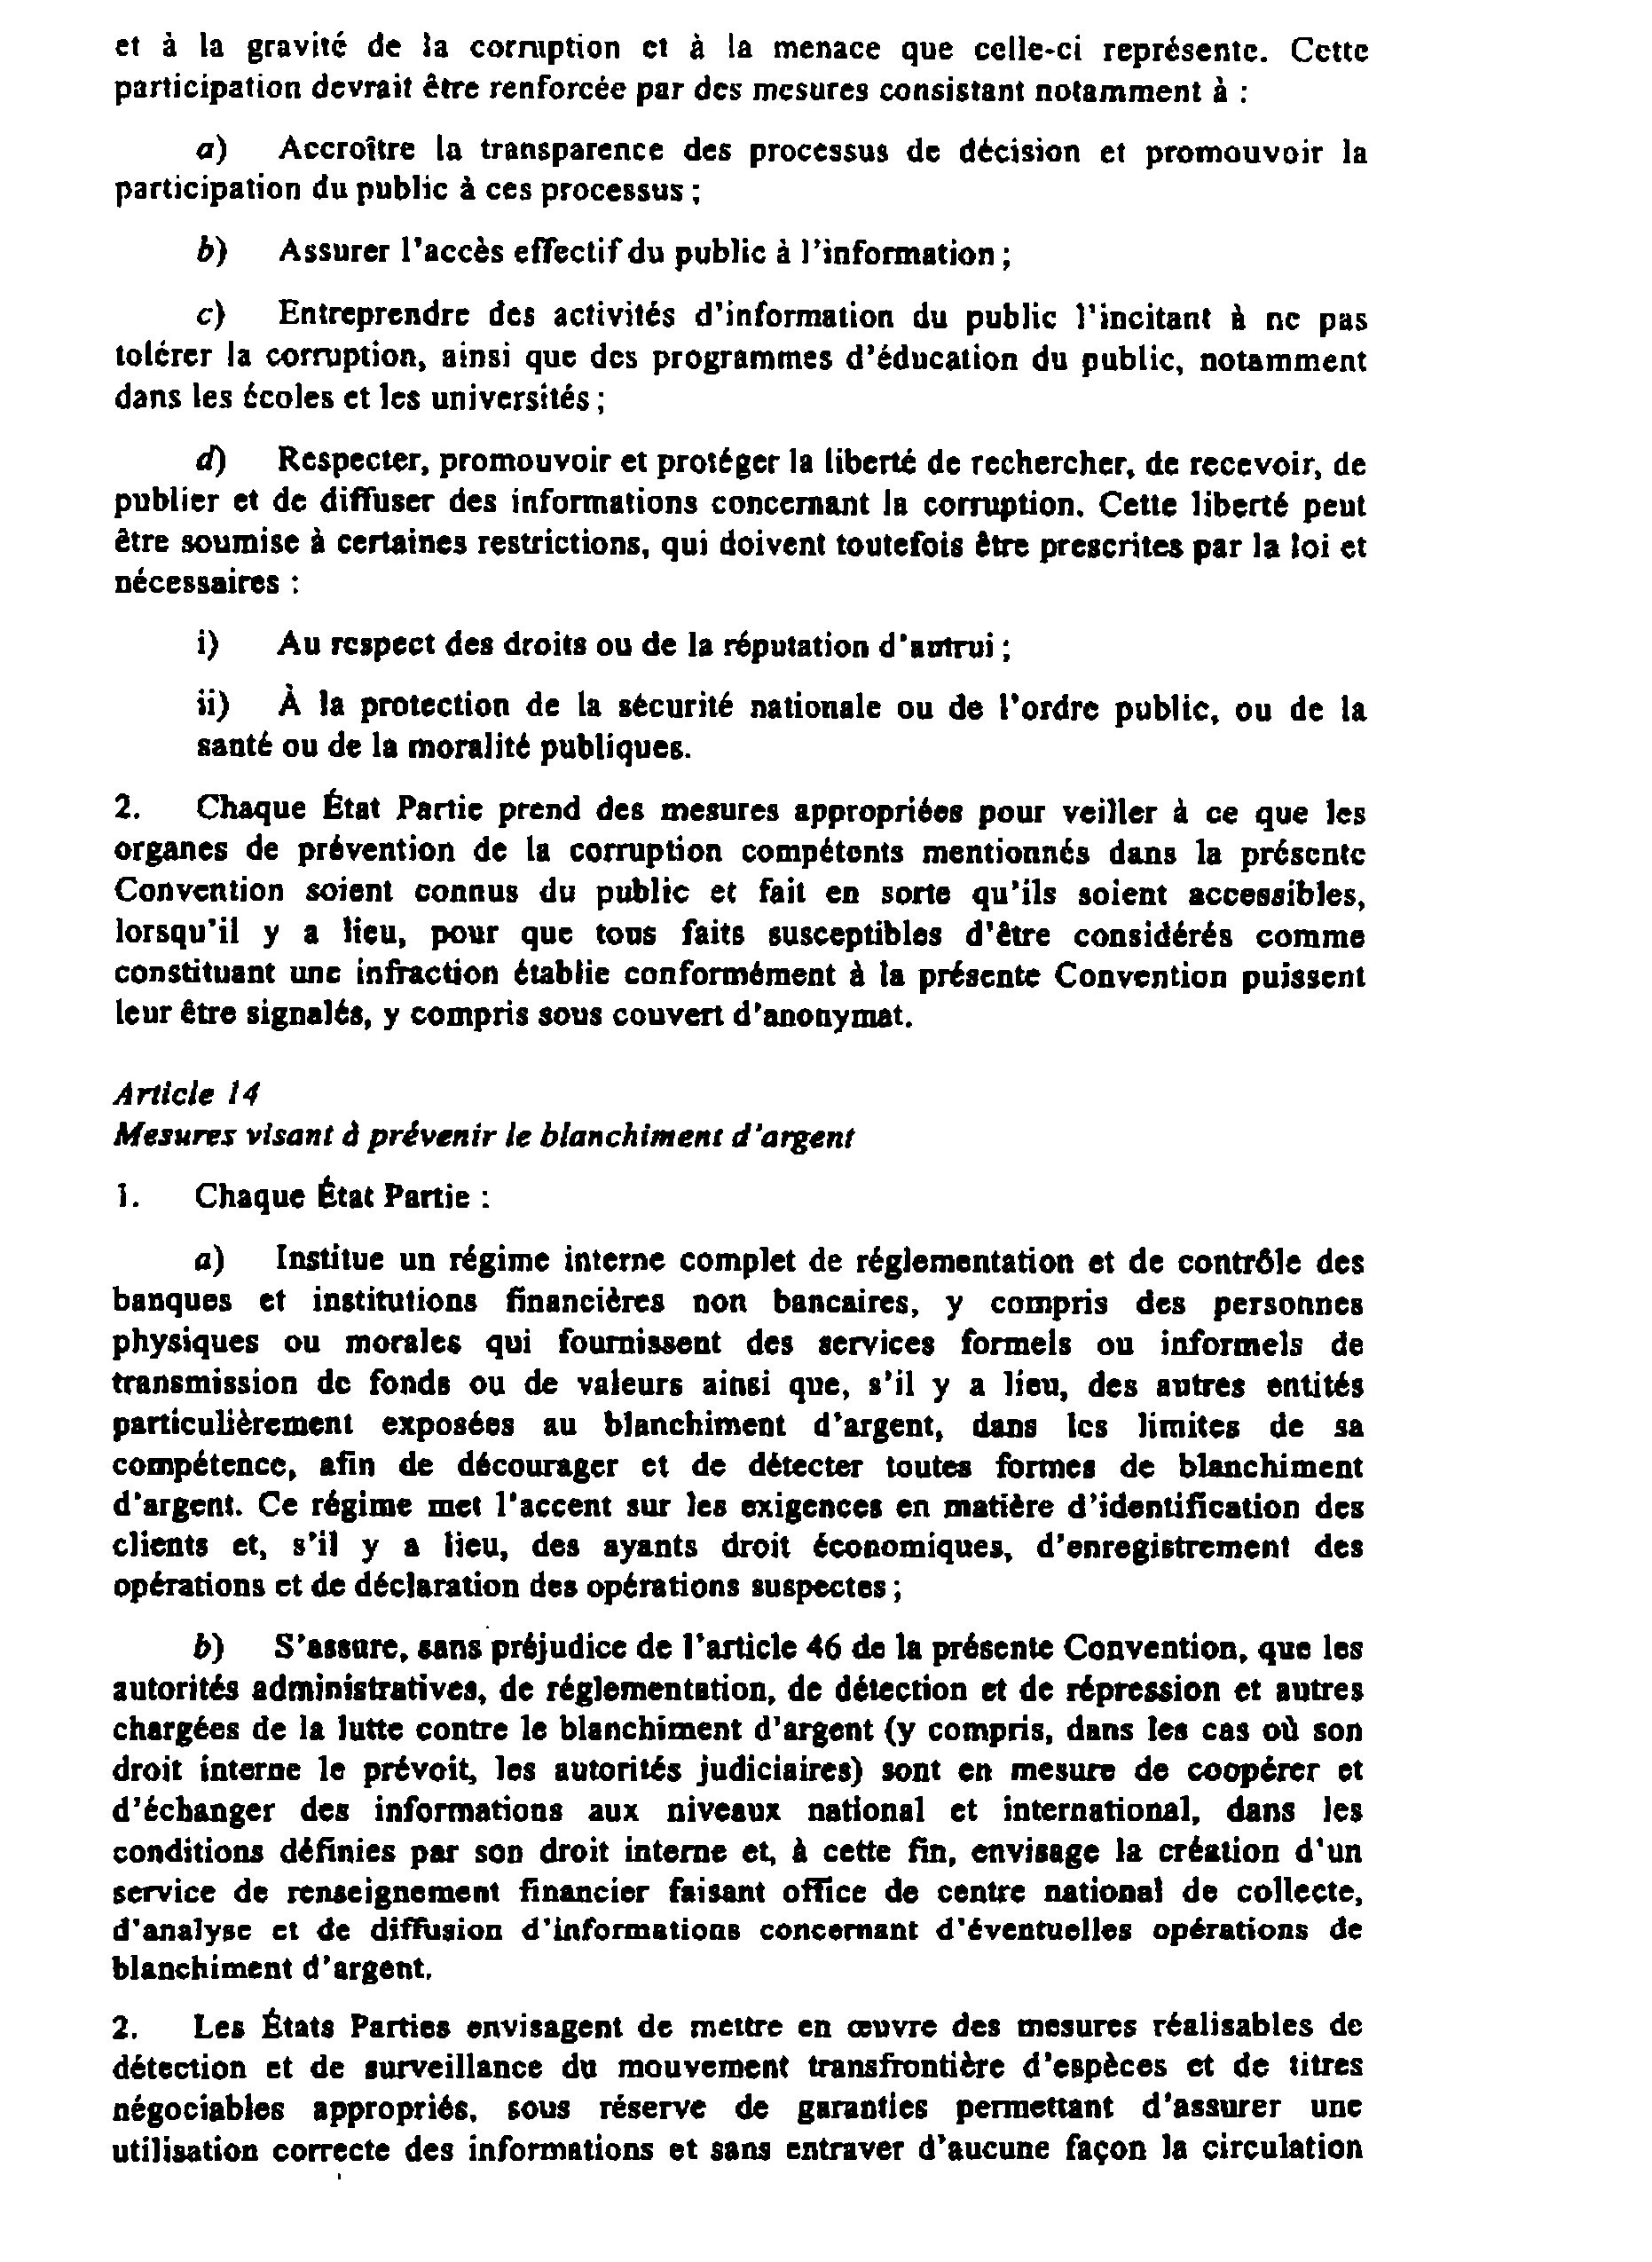 et à la gravité de la corruption et à la menace que celle-ci représente. Cette
participation devrait être renforcée par des mesures consistant notamment à :
a) Accroître la transparence des processus de décision et promouvoir la
participation du public à ces processus ;
b) Assurer l'accès effectif du public à l'information ;
c) Entreprendre des activités d'information du public l'incitant à ne pas
tolérer la corruption, ainsi que des programmes d'éducation du public, notamment
dans les écoles et les universités ;
d) Respecter, promouvoir et protéger la liberté de rechercher, de recevoir, de
publier et de diffuser des informations concernant la corruption. Cette liberté peut
être soumise à certaines restrictions, qui doivent toutefois être prescrites par la loi et
nécessaires :
i) Au respect des droits ou de la réputation d'autrui ;
ii) À la protection de la sécurité nationale ou de l'ordre public, ou de la
santé ou de la moralité publiques.
2. Chaque État Partie prend des mesures appropriées pour veiller à ce que les
organes de prévention de la corruption compétents mentionnés dans la présente
Convention soient connus du public et fait en sorte qu'ils soient accessibles,
lorsqu'il y a lieu, pour que tous faits susceptibles d'être considérés comme
constituant une infraction établie conformément à la présente Convention puissent
leur être signalés, y compris sous couvert d'anonymat.
Article 14
Mesures visant à prévenir le blanchiment d'argent
1. Chaque État Partie :
a) Institue un régime interne complet de réglementation et de contrôle des
banques et institutions financières non bancaires, y compris des personnes
physiques ou morales qui fournissent des services formels ou informels de
transmission de fonds ou de valeurs ainsi que, s'il y a lieu, des autres entités
particulièrement exposées au blanchiment d'argent, dans les limites de sa
compétence, afin de décourager et de détecter toutes formes de blanchiment
d'argent. Ce régime met l'accent sur les exigences en matière d'identification des
clients et, s'il y a lieu, des ayants droit économiques, d'enregistrement des
opérations et de déclaration des opérations suspectes ;
b) S'assure, sans préjudice de l'article 46 de la présente Convention, que les
autorités administratives, de réglementation, de détection et de répression et autres
chargées de la lutte contre le blanchiment d'argent (y compris, dans les cas où son
droit interne le prévoit, les autorités judiciaires) sont en mesure de coopérer et
d'échanger des informations aux niveaux national et international, dans les
conditions définies par son droit interne et, à cette fin, envisage la création d'un
service de renseignement financier faisant office de centre national de collecte,
d'analyse et de diffusion d'informations concernant d'éventuelles opérations de
blanchiment d'argent.
2. Les États Parties envisagent de mettre en œuvre des mesures réalisables de
détection et de surveillance du mouvement transfrontière d'espèces et de titres
négociables appropriés, sous réserve de garanties permettant d'assurer une
utilisation correcte des informations et sans entraver d'aucune façon la circulation